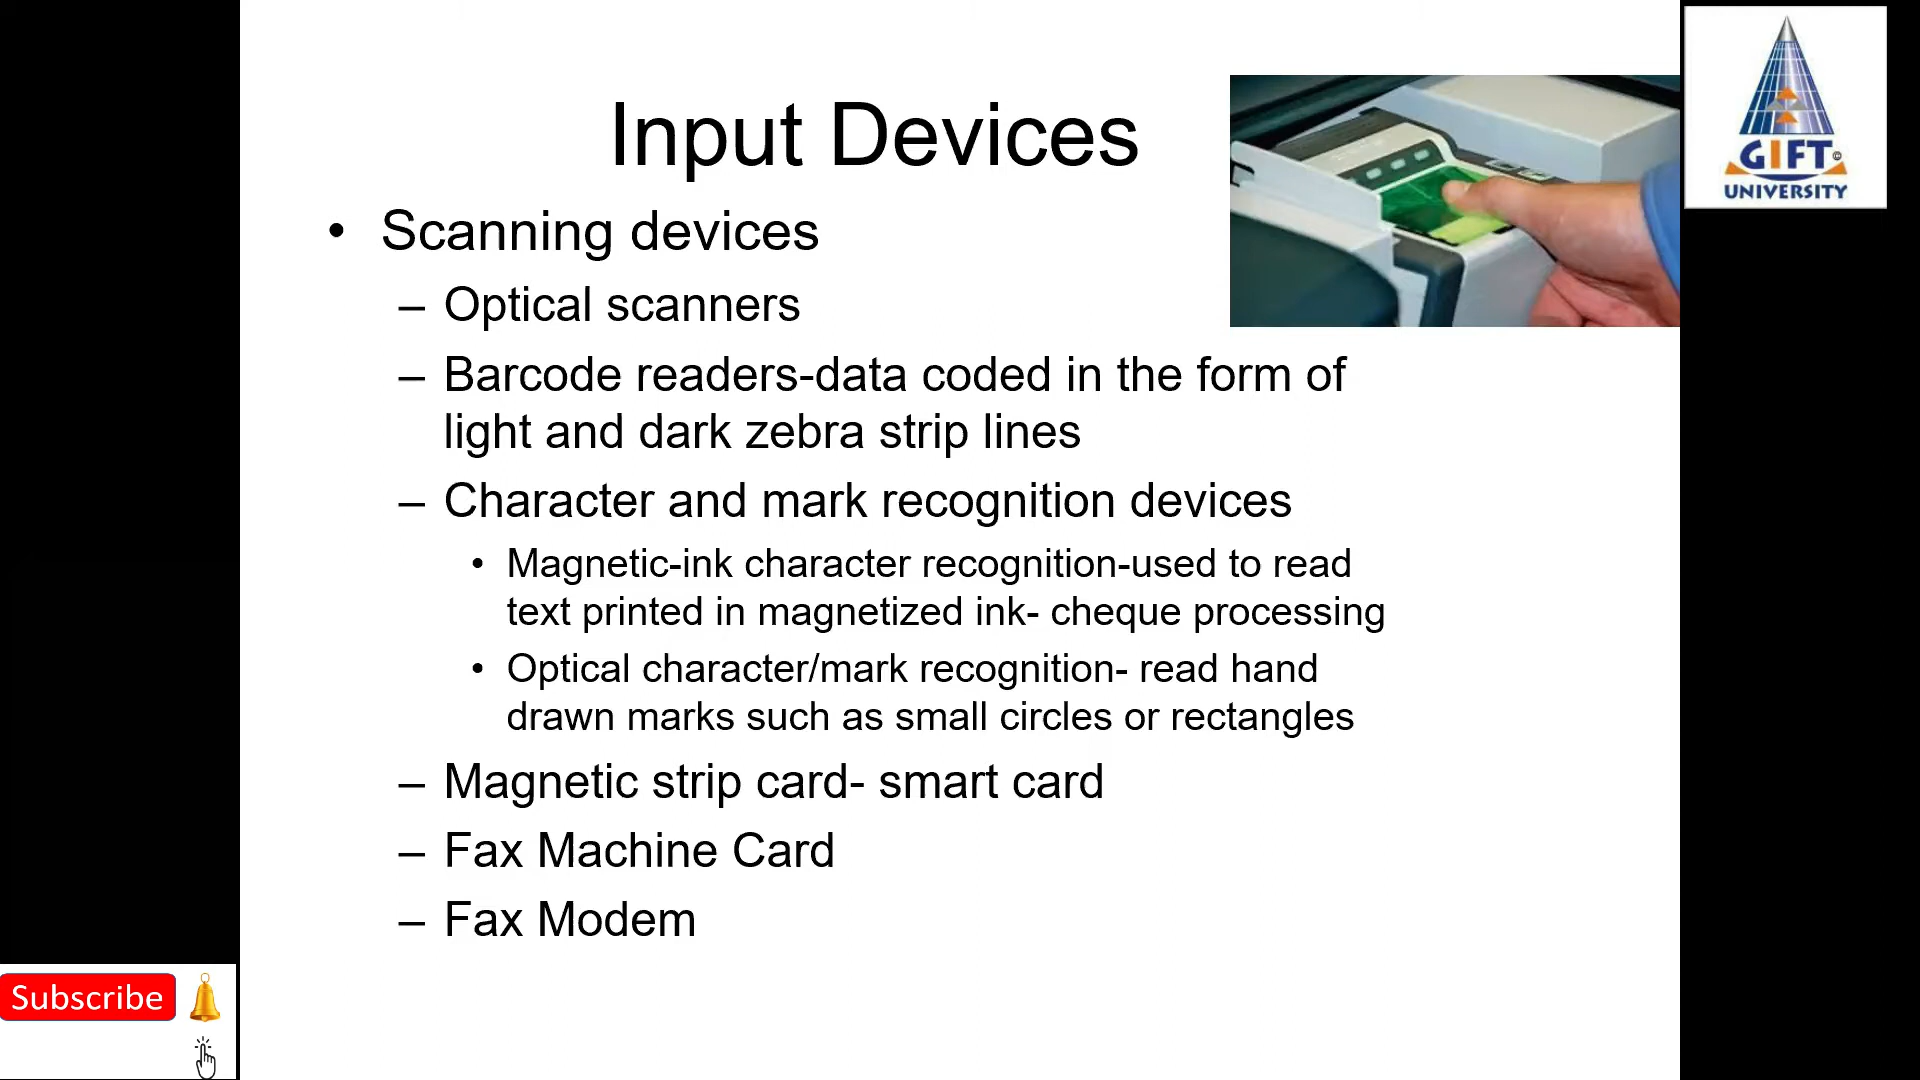 Input Devices
• Scanning devices
– Optical scanners
– Barcode readers-data coded in the form of
light and dark zebra strip lines
– Character and mark recognition devices
• Magnetic-ink character recognition-used to read
text printed in magnetized ink- cheque processing
• Optical character/mark recognition- read hand
drawn marks such as small circles or rectangles
– Magnetic strip card- smart card
– Fax Machine Card
– Fax Modem
GIFT©
UNIVERSITY
Subscribe